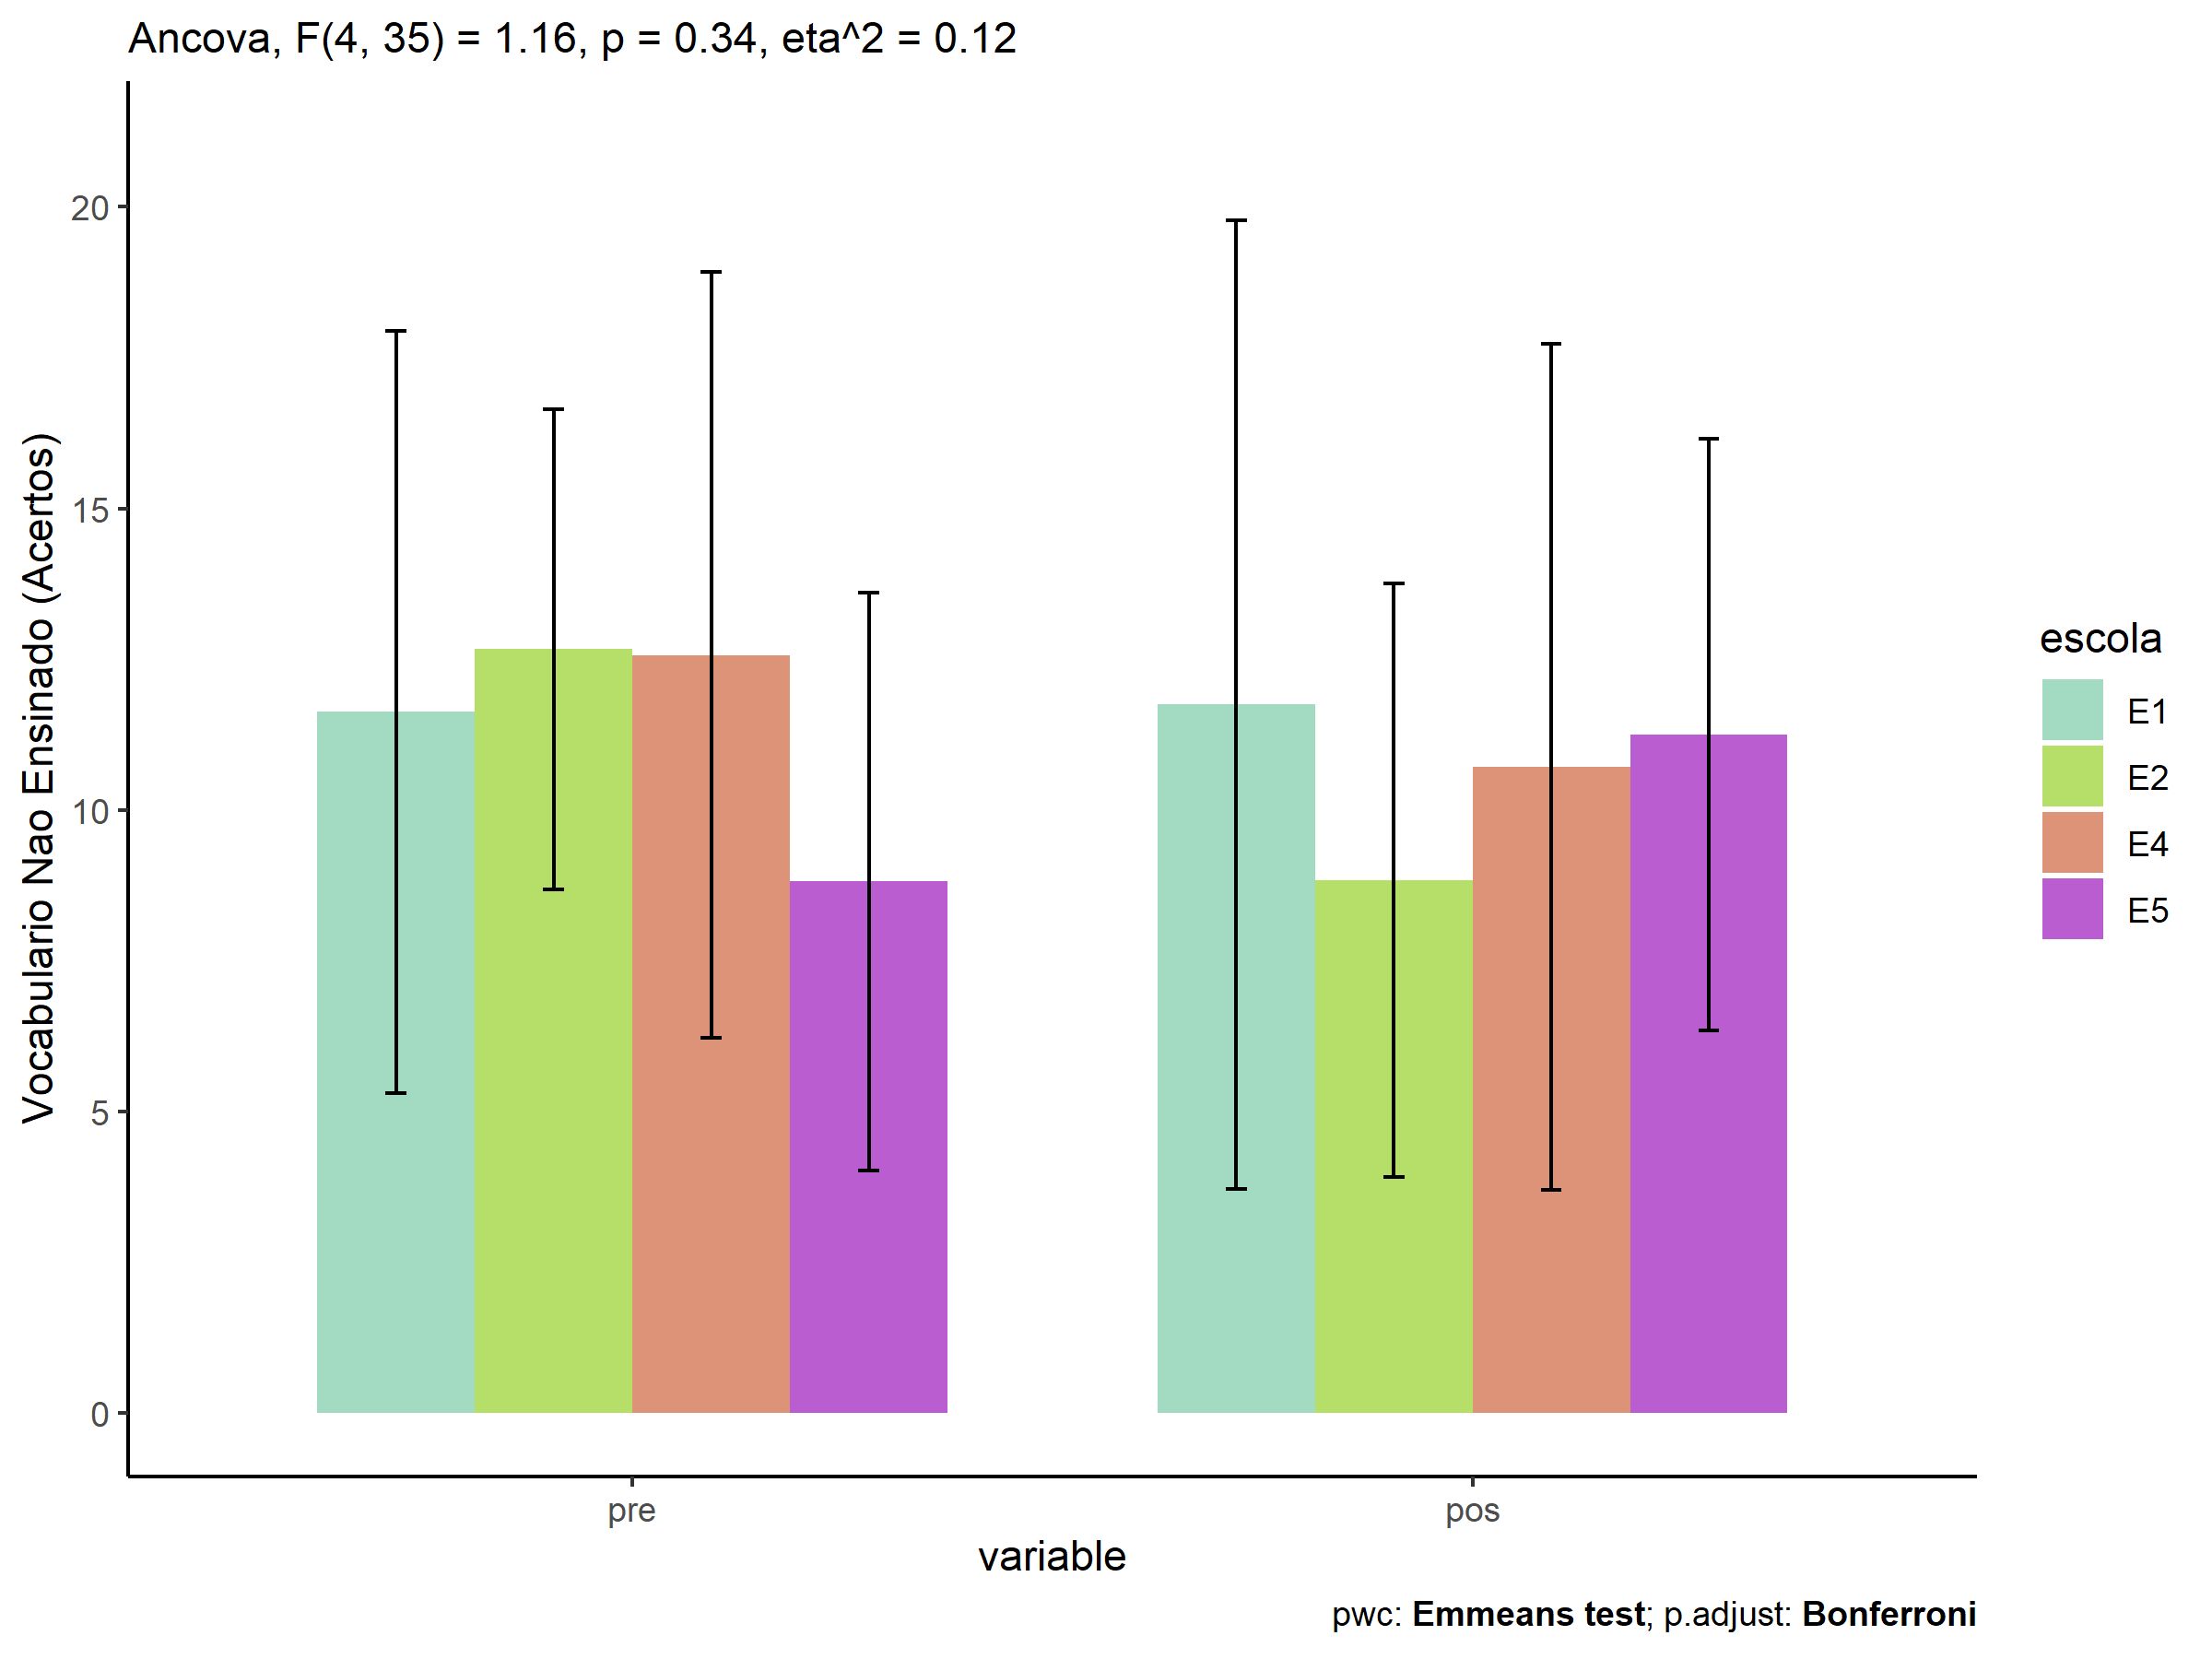 Ancova, F(4, 35) = 1.16, p = 0.34, eta^2 = 0.12
Vocabulario Nao Ensinado (Acertos)
20
15
10
5
0
pre
pos
variable
escola
E1
E2
E4
E5
pwc: Emmeans test; p.adjust: Bonferroni